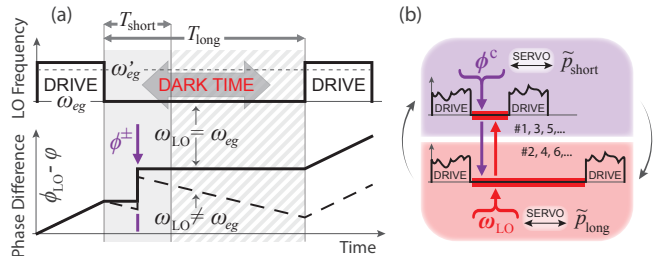 (a)
T_short
T_long
LO Frequency
DRIVE
ω'_eg
DARK TIME
DRIVE
ω_eg
Phase Difference
ϕ_LO - φ
ϕ^±
ω_LO = ω_eg
ω_LO ≠ ω_eg
Time
(b)
ϕ^c
SERVO
p̃_short
DRIVE
DRIVE
#1, 3, 5,...
#2, 4, 6,...
DRIVE
DRIVE
ω_LO
SERVO
p̃_long